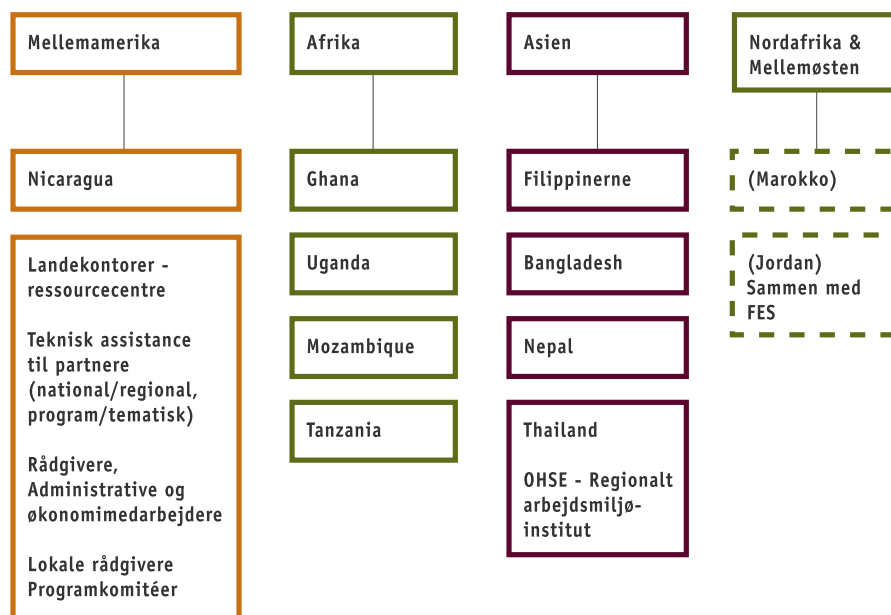 Mellemamerika
Nicaragua
Landekontorer -
ressourcecentre
Teknisk assistance
til partnere
(national/regional,
program/tematisk)
Rådgivere,
Administrative og
økonomimedarbejdere
Lokale rådgivere
Programkomitéer
Afrika
Ghana
Uganda
Mozambique
Tanzania
Asien
Filippinerne
Bangladesh
Nepal
Thailand
OHSE - Regionalt
arbejdsmiljø-
institut
Nordafrika &
Mellemøsten
(Marokko)
(Jordan)
Sammen med
FES